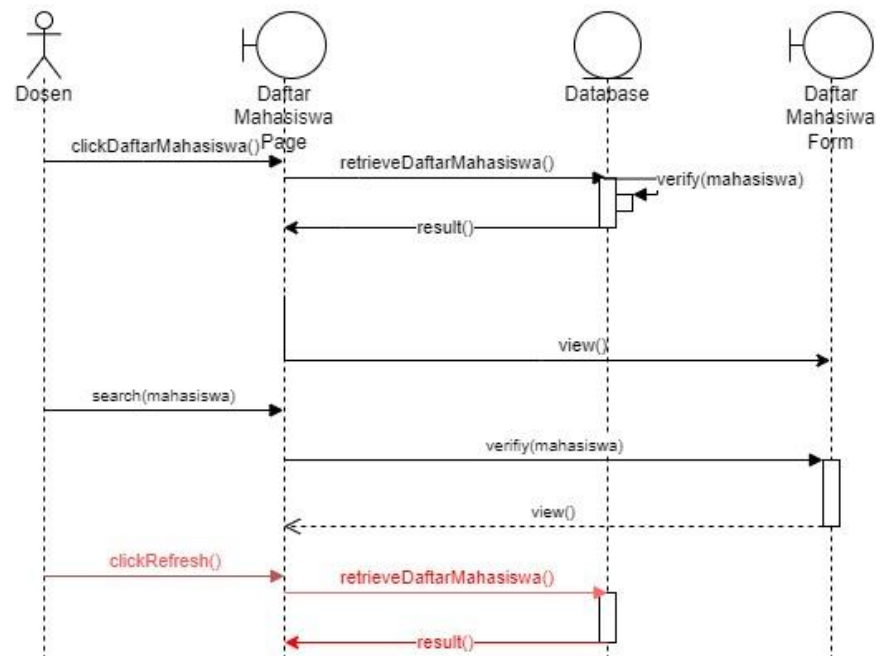 Dosen
Daftar
Mahasiswa
Page
Database
Daftar
Mahasiwa
Form
clickDaftarMahasiswa()
retrieveDaftarMahasiswa()
verify(mahasiswa)
result()
view()
search(mahasiswa)
verifiy(mahasiswa)
view()
clickRefresh()
retrieveDaftarMahasiswa()
result()